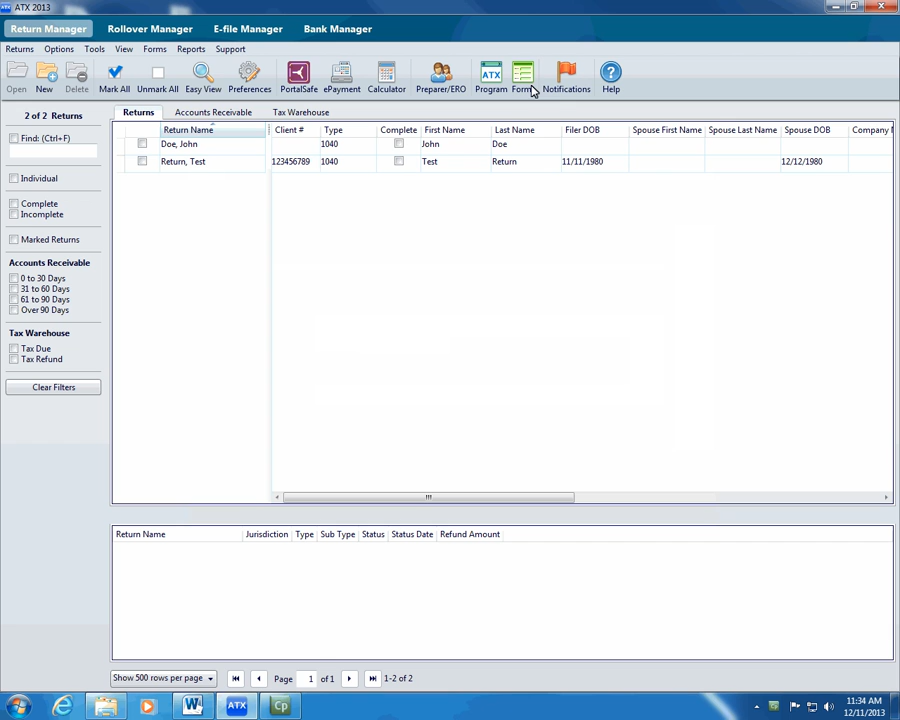 ATX 2013
Return Manager Rollover Manager E-file Manager Bank Manager
Returns Options Tools View Forms Reports Support
Open New Delete Mark All Unmark All Easy View Preferences PortalSafe ePayment Calculator Preparer/ERO Program Notifications Help
ATX
2 of 2 Returns
Find: (Ctrl+F)
Individual
Complete
Incomplete
Marked Returns
Accounts Receivable
0 to 30 Days
31 to 60 Days
61 to 90 Days
Over 90 Days
Tax Warehouse
Tax Due
Tax Refund
Clear Filters
Returns Accounts Receivable Tax Warehouse
Return Name Client # Type Complete First Name Last Name Filer DOB Spouse First Name Spouse Last Name Spouse DOB Company
Doe, John 1040 John Doe
Return, Test 123456789 1040 Test Return 11/11/1980 12/12/1980
Return Name Jurisdiction Type Sub Type Status Status Date Refund Amount
Show 500 rows per page Page 1 of 1 1-2 of 2
W ATX Cp
11:34 AM
12/11/2013